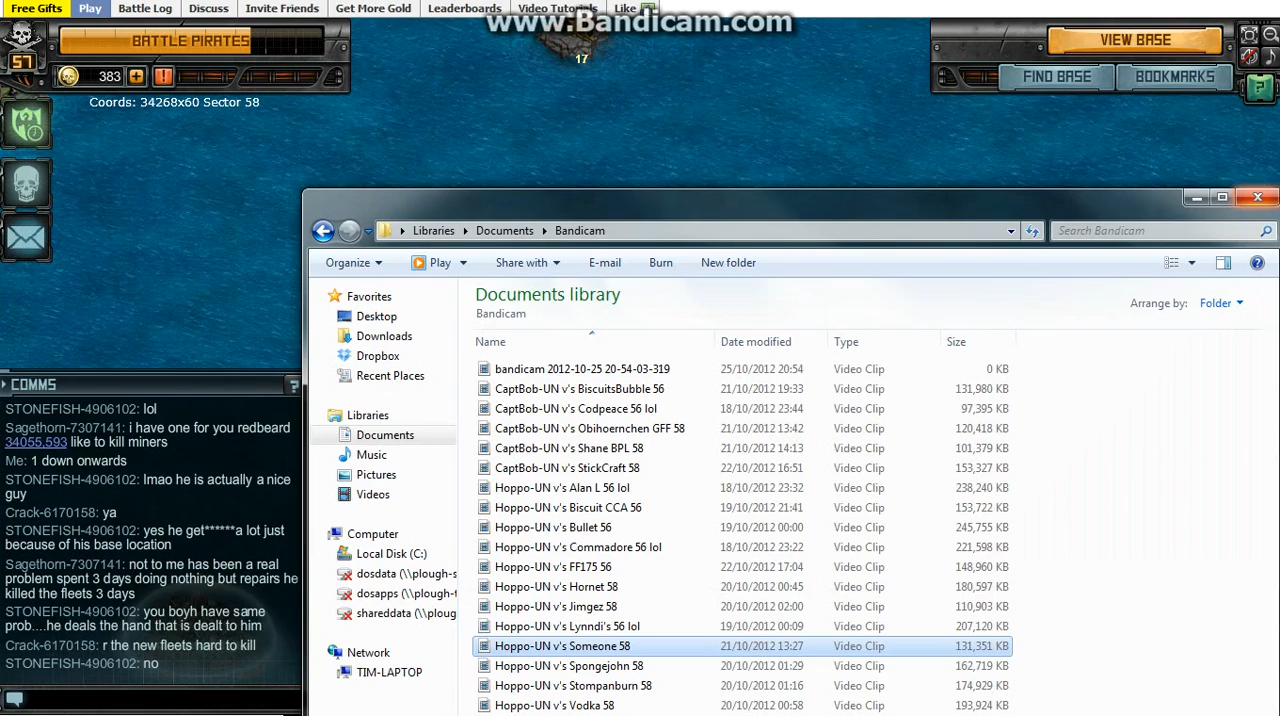 Free Gifts Play Battle Log Discuss Invite Friends Get More Gold Leaderboards Video Tutorials Like
www.Bandicam.com
BATTLE PIRATES
57
383
Coords: 34268x60 Sector 58
17
VIEW BASE
FIND BASE BOOKMARKS
Libraries Documents Bandicam
Search Bandicam
Organize Play Share with E-mail Burn New folder
Favorites
Desktop
Downloads
Dropbox
Recent Places
Libraries
Documents
Music
Pictures
Videos
Computer
Local Disk (C:)
dosdata (\\plough-s
dosapps (\\plough-
shareddata (\\ploug
Network
TIM-LAPTOP
Documents library
Bandicam
Arrange by: Folder
Name Date modified Type Size
bandicam 2012-10-25 20-54-03-319 25/10/2012 20:54 Video Clip 0 KB
CaptBob-UN v's BiscuitsBubble 56 21/10/2012 19:33 Video Clip 131,980 KB
CaptBob-UN v's Codpeace 56 lol 18/10/2012 23:44 Video Clip 97,395 KB
CaptBob-UN v's Obihoernchen GFF 58 21/10/2012 13:42 Video Clip 120,418 KB
CaptBob-UN v's Shane BPL 58 21/10/2012 14:13 Video Clip 101,379 KB
CaptBob-UN v's StickCraft 58 22/10/2012 16:51 Video Clip 153,327 KB
Hoppo-UN v's Alan L 56 lol 18/10/2012 23:32 Video Clip 238,240 KB
Hoppo-UN v's Biscuit CCA 56 19/10/2012 21:41 Video Clip 153,722 KB
Hoppo-UN v's Bullet 56 19/10/2012 00:00 Video Clip 245,755 KB
Hoppo-UN v's Commadore 56 lol 18/10/2012 23:22 Video Clip 221,598 KB
Hoppo-UN v's FF175 56 22/10/2012 17:04 Video Clip 148,960 KB
Hoppo-UN v's Hornet 58 20/10/2012 00:45 Video Clip 180,597 KB
Hoppo-UN v's Jimgez 58 20/10/2012 02:00 Video Clip 110,903 KB
Hoppo-UN v's Lynndi's 56 lol 19/10/2012 00:09 Video Clip 207,120 KB
Hoppo-UN v's Someone 58 21/10/2012 13:27 Video Clip 131,351 KB
Hoppo-UN v's Spongejohn 58 20/10/2012 01:29 Video Clip 162,719 KB
Hoppo-UN v's Stompanburn 58 20/10/2012 01:16 Video Clip 174,929 KB
Hoppo-UN v's Vodka 58 20/10/2012 00:58 Video Clip 193,924 KB
COMMS
STONEFISH-4906102: lol
Sagethorn-7307141: i have one for you redbeard
34055,593 like to kill miners
Me: 1 down onwards
STONEFISH-4906102: lmao he is actually a nice
guy
Crack-6170158: ya
STONEFISH-4906102: yes he get******a lot just
because of his base location
Sagethorn-7307141: not to me has been a real
problem spent 3 days doing nothing but repairs he
killed the fleets 3 days
STONEFISH-4906102: you boyh have same
prob....he deals the hand that is dealt to him
Crack-6170158: r the new fleets hard to kill
STONEFISH-4906102: no